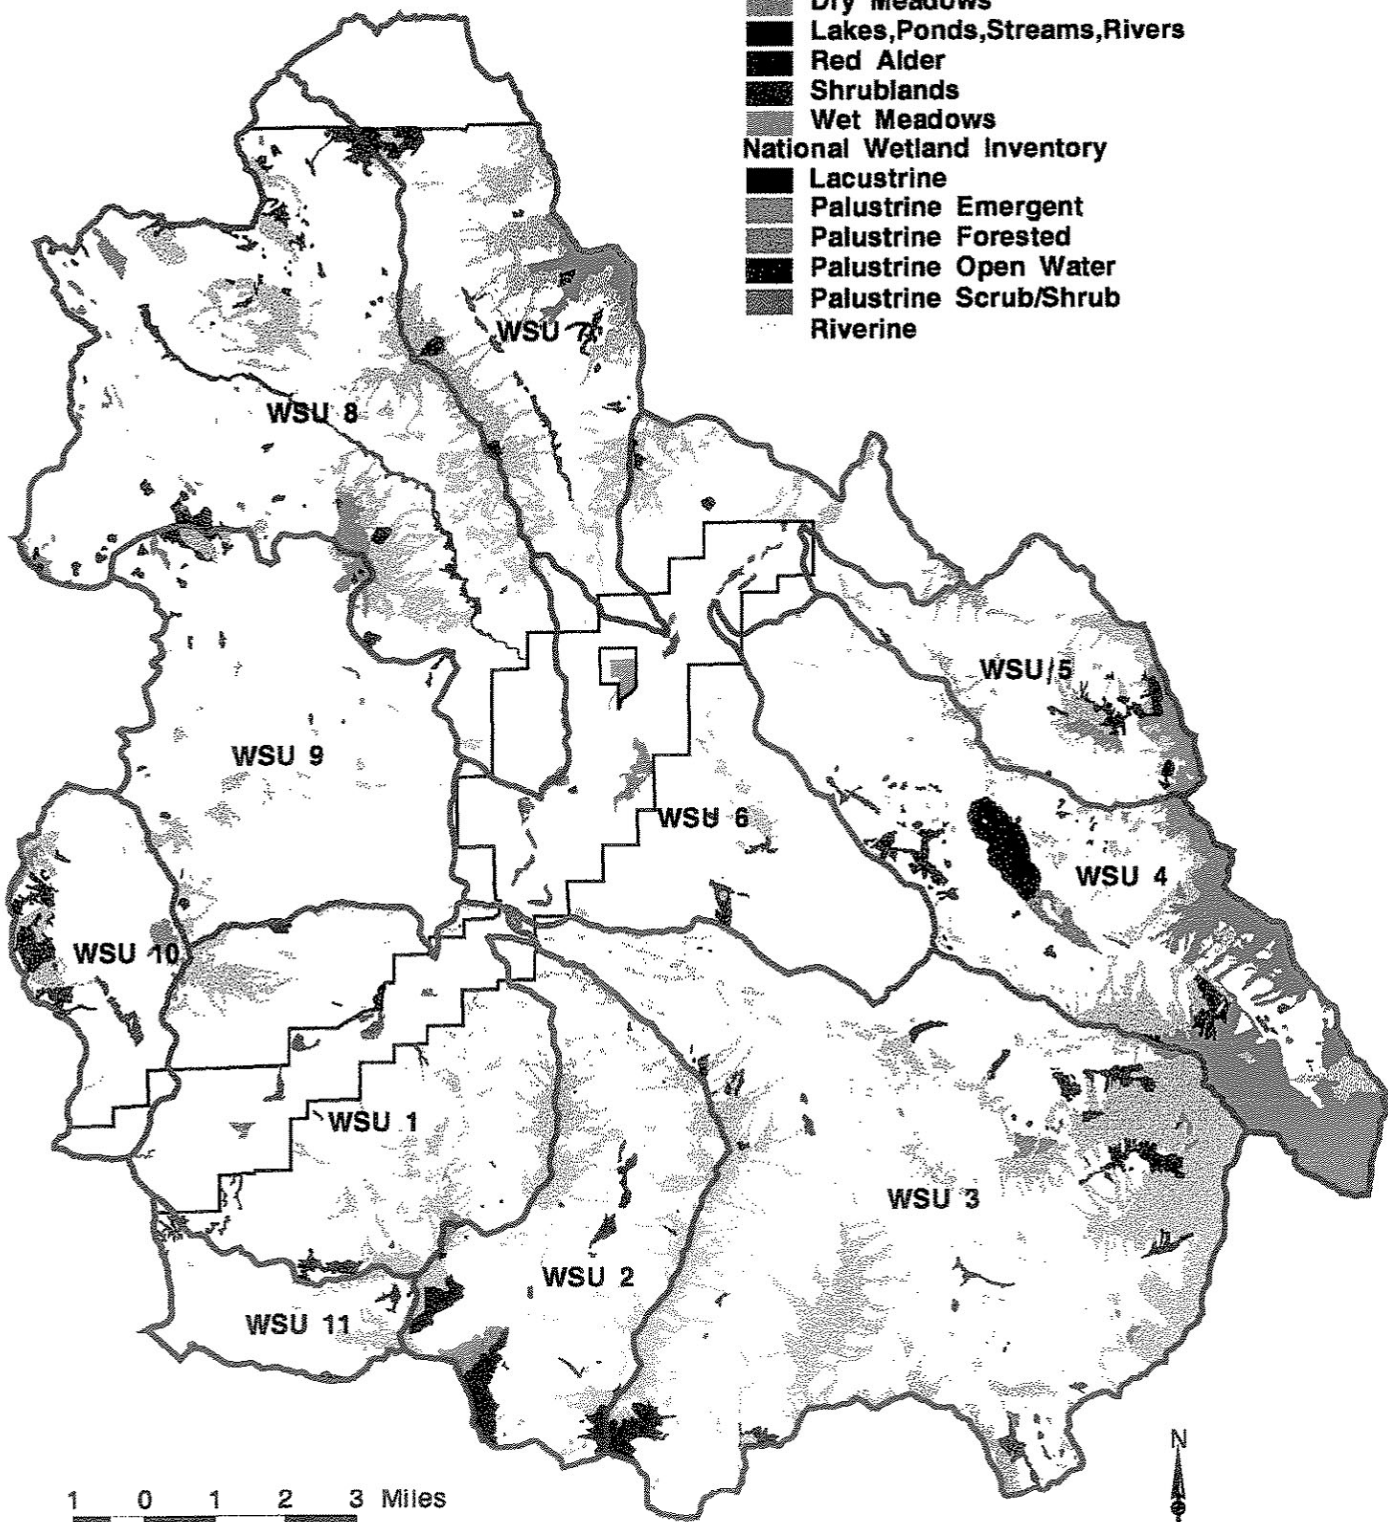 Dry Meadows
Lakes,Ponds,Streams,Rivers
Red Alder
Shrublands
Wet Meadows
National Wetland Inventory
Lacustrine
Palustrine Emergent
Palustrine Forested
Palustrine Open Water
Palustrine Scrub/Shrub
Riverine
WSU 7
WSU 8
WSU/5
WSU 9
WSU 6
WSU 4
WSU 10
WSU 1
WSU 3
WSU 2
WSU 11
N
1 0 1 2 3 Miles